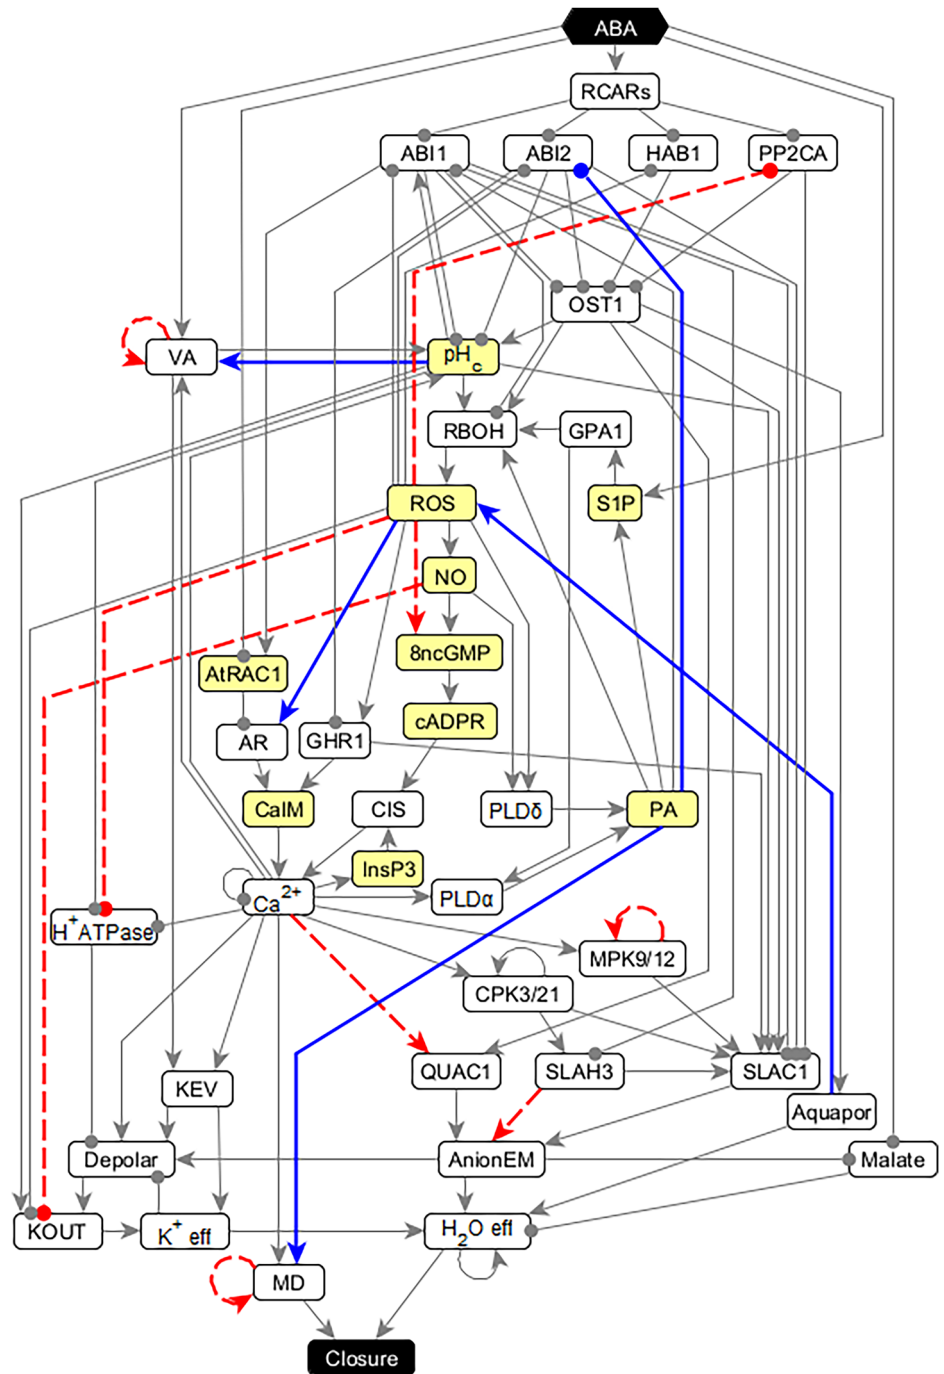 ABA
RCARs
ABI1 ABI2 HAB1 PP2CA
OST1
VA pHc
RBOH GPA1
ROS S1P
NO
8ncGMP
AtRAC1
cADPR
AR GHR1
CaIM CIS PLDδ PA
InsP3
Ca2+ PLDα
H+ATPase
MPK9/12
CPK3/21
QUAC1 SLAH3 SLAC1
KEV
Aquapor
Depolar AnionEM Malate
KOUT K+ eff H2O eff
MD
Closure